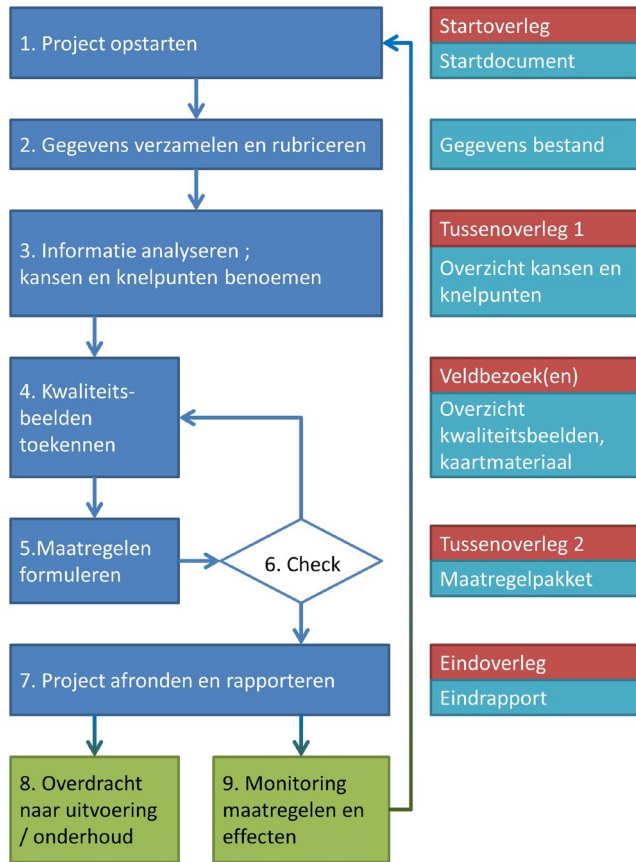 1. Project opstarten
Startoverleg
Startdocument
2. Gegevens verzamelen en rubriceren
Gegevens bestand
3. Informatie analyseren ;
kansen en knelpunten benoemen
Tussenoverleg 1
Overzicht kansen en
knelpunten
4. Kwaliteits-
beelden
toekennen
Veldbezoek(en)
Overzicht
kwaliteitsbeelden,
kaartmateriaal
5.Maatregelen
formuleren
6. Check
Tussenoverleg 2
Maatregelpakket
7. Project afronden en rapporteren
Eindoverleg
Eindrapport
8. Overdracht
naar uitvoering
/ onderhoud
9. Monitoring
maatregelen en
effecten